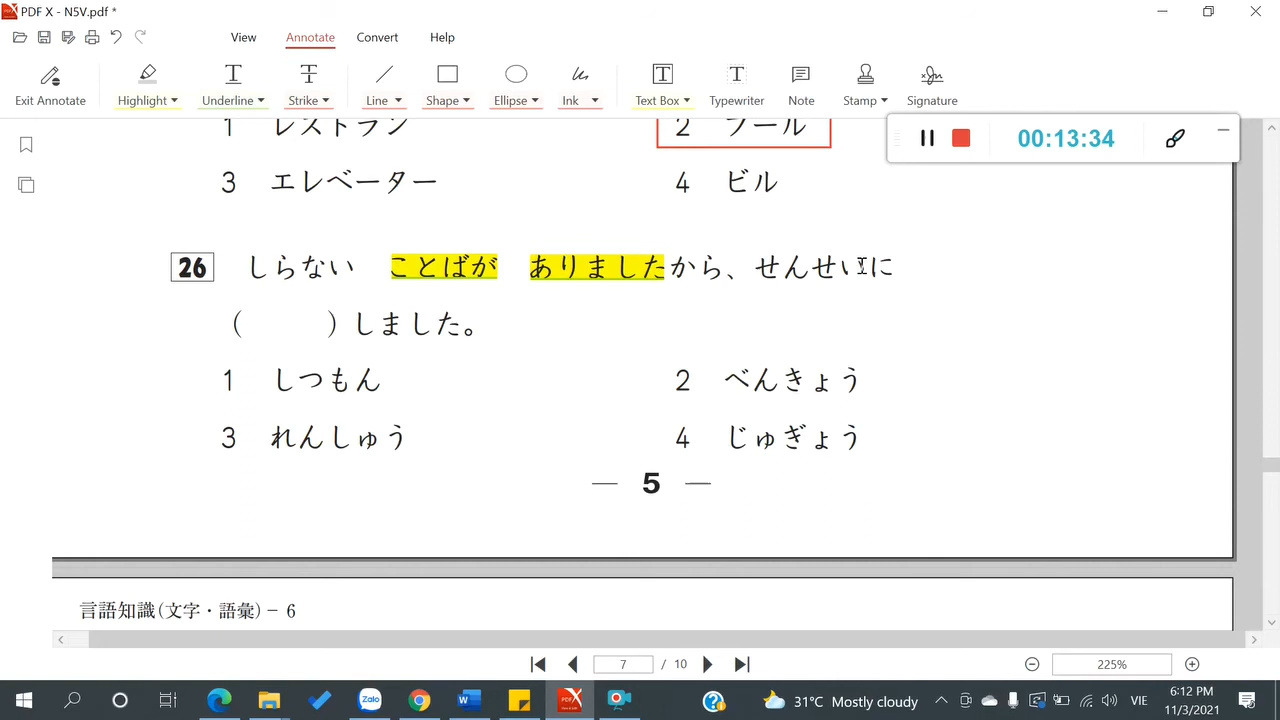 PDF X - N5V.pdf *
View Annotate Convert Help
Exit Annotate Highlight Underline Strike Line Shape Ellipse Ink Text Box Typewriter Note Stamp Signature
1 レストラン 2 プール
00:13:34
3 エレベーター 4 ビル
26 しらない ことばが ありましたから、せんせいに
( )しました。
1 しつもん 2 べんきょう
3 れんしゅう 4 じゅぎょう
— 5 —
言語知識(文字・語彙)− 6
7 / 10 225%
Zalo 31°C Mostly cloudy VIE 6:12 PM
11/3/2021